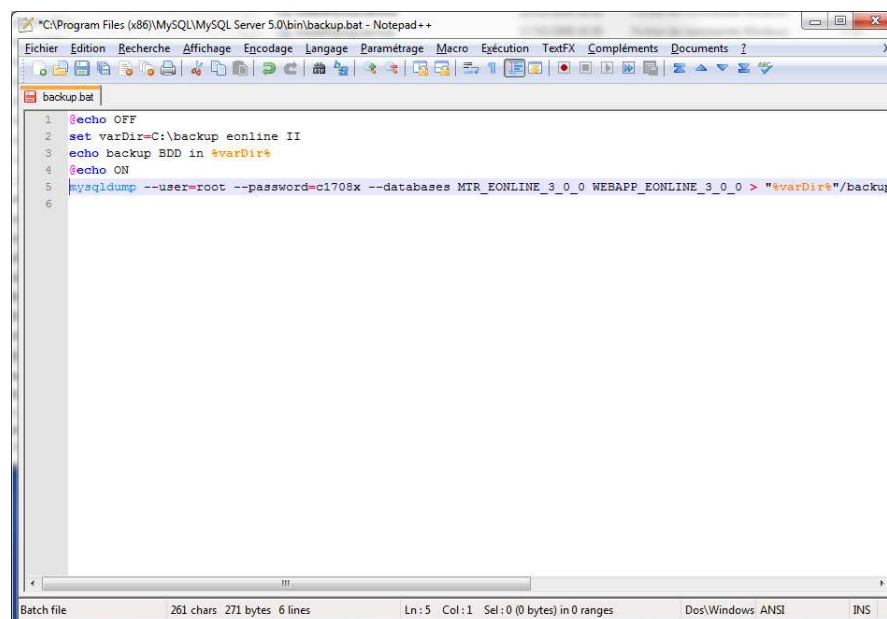 *C:\Program Files (x86)\MySQL\MySQL Server 5.0\bin\backup.bat - Notepad++
Eichier Edition Recherche Affichage Encodage Langage Paramétrage Macro Exécution TextFX Compléments Documents ? X
backup.bat
1 @echo OFF
2 set varDir=C:\backup eonline II
3 echo backup BDD in %varDir%
4 @echo ON
5 mysqldump --user=root --password=c1708x --databases MTR_EONLINE_3_0_0 WEBAPP_EONLINE_3_0_0 > "%varDir%"/backup
6
Batch file 261 chars 271 bytes 6 lines Ln : 5 Col : 1 Sel : 0 (0 bytes) in 0 ranges Dos\Windows ANSI INS